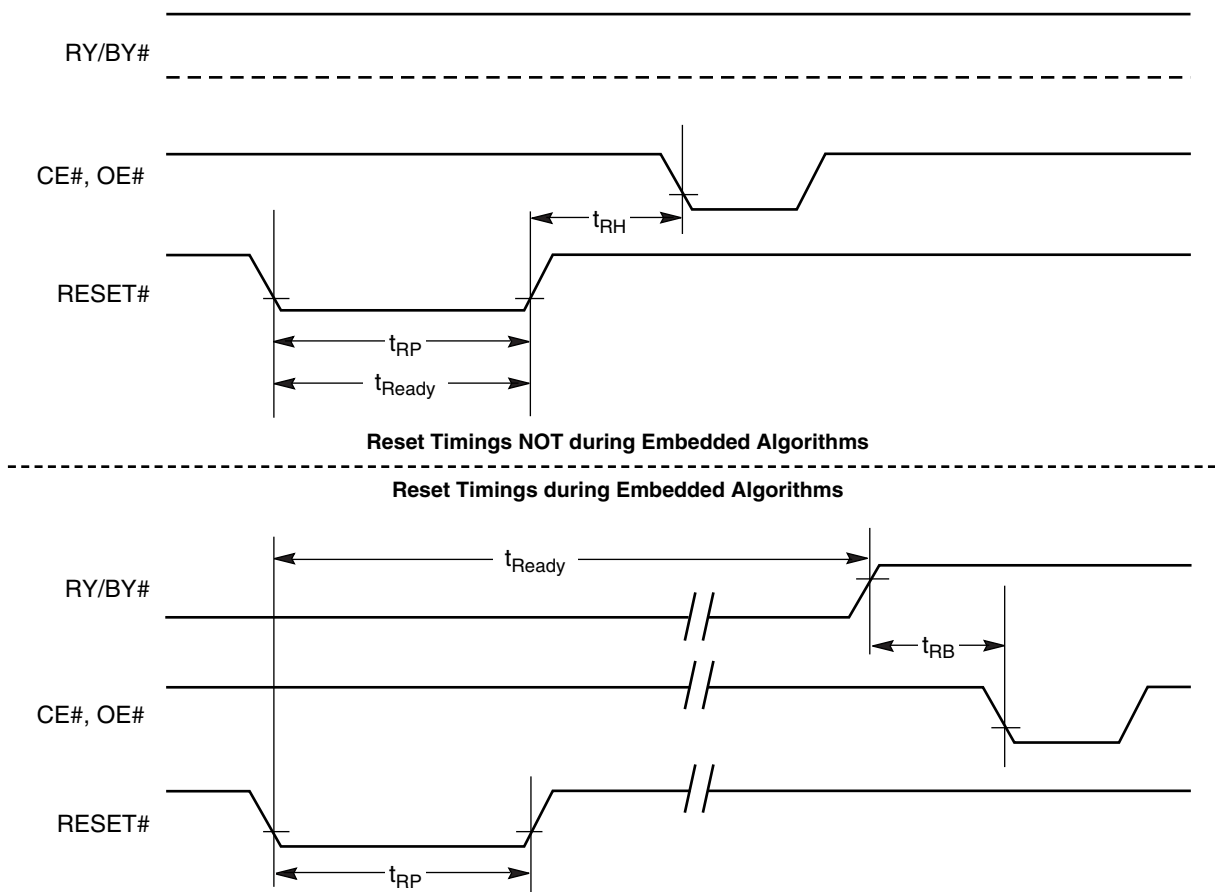 RY/BY#
CE#, OE#
tRH
RESET#
tRP
tReady
Reset Timings NOT during Embedded Algorithms
Reset Timings during Embedded Algorithms
tReady
RY/BY#
tRB
CE#, OE#
RESET#
tRP